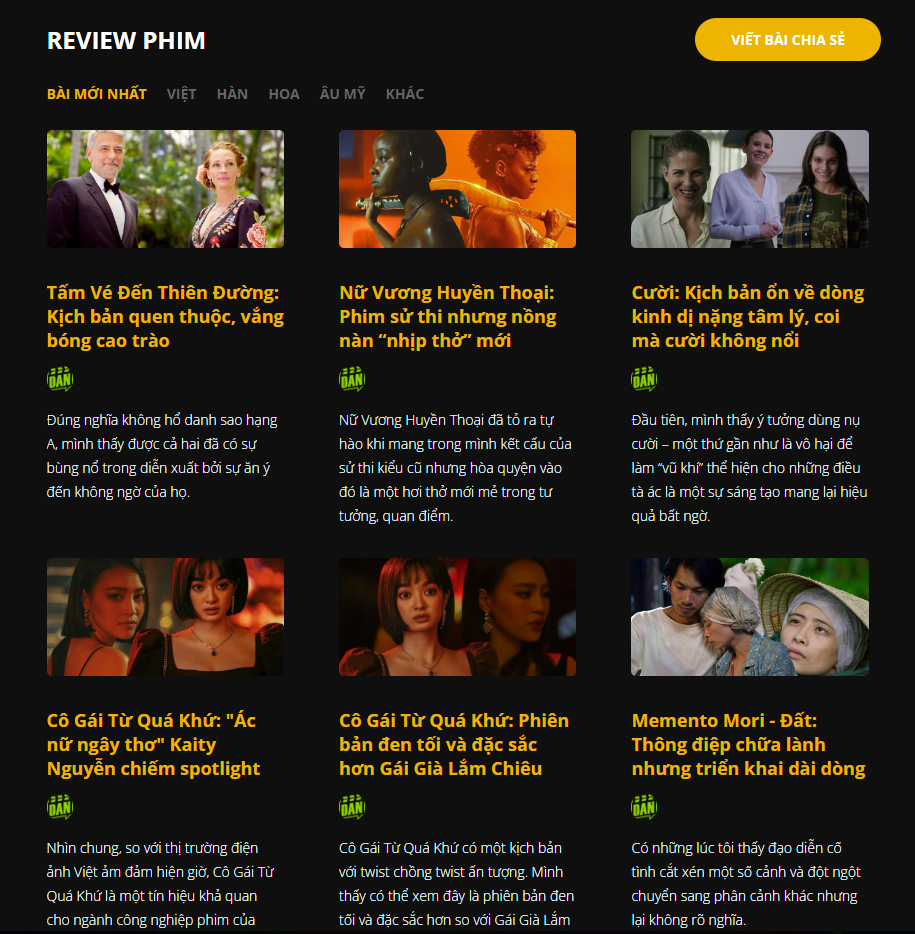 REVIEW PHIM
VIẾT BÀI CHIA SẺ
BÀI MỚI NHẤT VIỆT HÀN HOA ÂU MỸ KHÁC
Tấm Vé Đến Thiên Đường:
Kịch bản quen thuộc, vắng
bóng cao trào
DAN
Đúng nghĩa không hổ danh sao hạng
A, mình thấy được cả hai đã có sự
bùng nổ trong diễn xuất bởi sự ăn ý
đến không ngờ của họ.
Nữ Vương Huyền Thoại:
Phim sử thi nhưng nồng
nàn “nhịp thở” mới
DAN
Nữ Vương Huyền Thoại đã tỏ ra tự
hào khi mang trong mình kết cấu của
sử thi kiểu cũ nhưng hòa quyện vào
đó là một hơi thở mới mẻ trong tư
tưởng, quan điểm.
Cười: Kịch bản ổn về dòng
kinh dị nặng tâm lý, coi
mà cười không nổi
DAN
Đầu tiên, mình thấy ý tưởng dùng nụ
cười – một thứ gần như là vô hại để
làm “vũ khí” thể hiện cho những điều
tà ác là một sự sáng tạo mang lại hiệu
quả bất ngờ.
Cô Gái Từ Quá Khứ: "Ác
nữ ngây thơ" Kaity
Nguyễn chiếm spotlight
DAN
Nhìn chung, so với thị trường điện
ảnh Việt ảm đảm hiện giờ, Cô Gái Từ
Quá Khứ là một tín hiệu khả quan
cho ngành công nghiệp phim của
Cô Gái Từ Quá Khứ: Phiên
bản đen tối và đặc sắc
hơn Gái Già Lắm Chiêu
DAN
Cô Gái Từ Quá Khứ có một kịch bản
với twist chồng twist ấn tượng. Mình
thấy có thể xem đây là phiên bản đen
tối và đặc sắc hơn so với Gái Già Lắm
Memento Mori - Đất:
Thông điệp chữa lành
nhưng triển khai dài dòng
DAN
Có những lúc tôi thấy đạo diễn cố
tình cắt xén một số cảnh và đột ngột
chuyển sang phân cảnh khác nhưng
lại không rõ nghĩa.